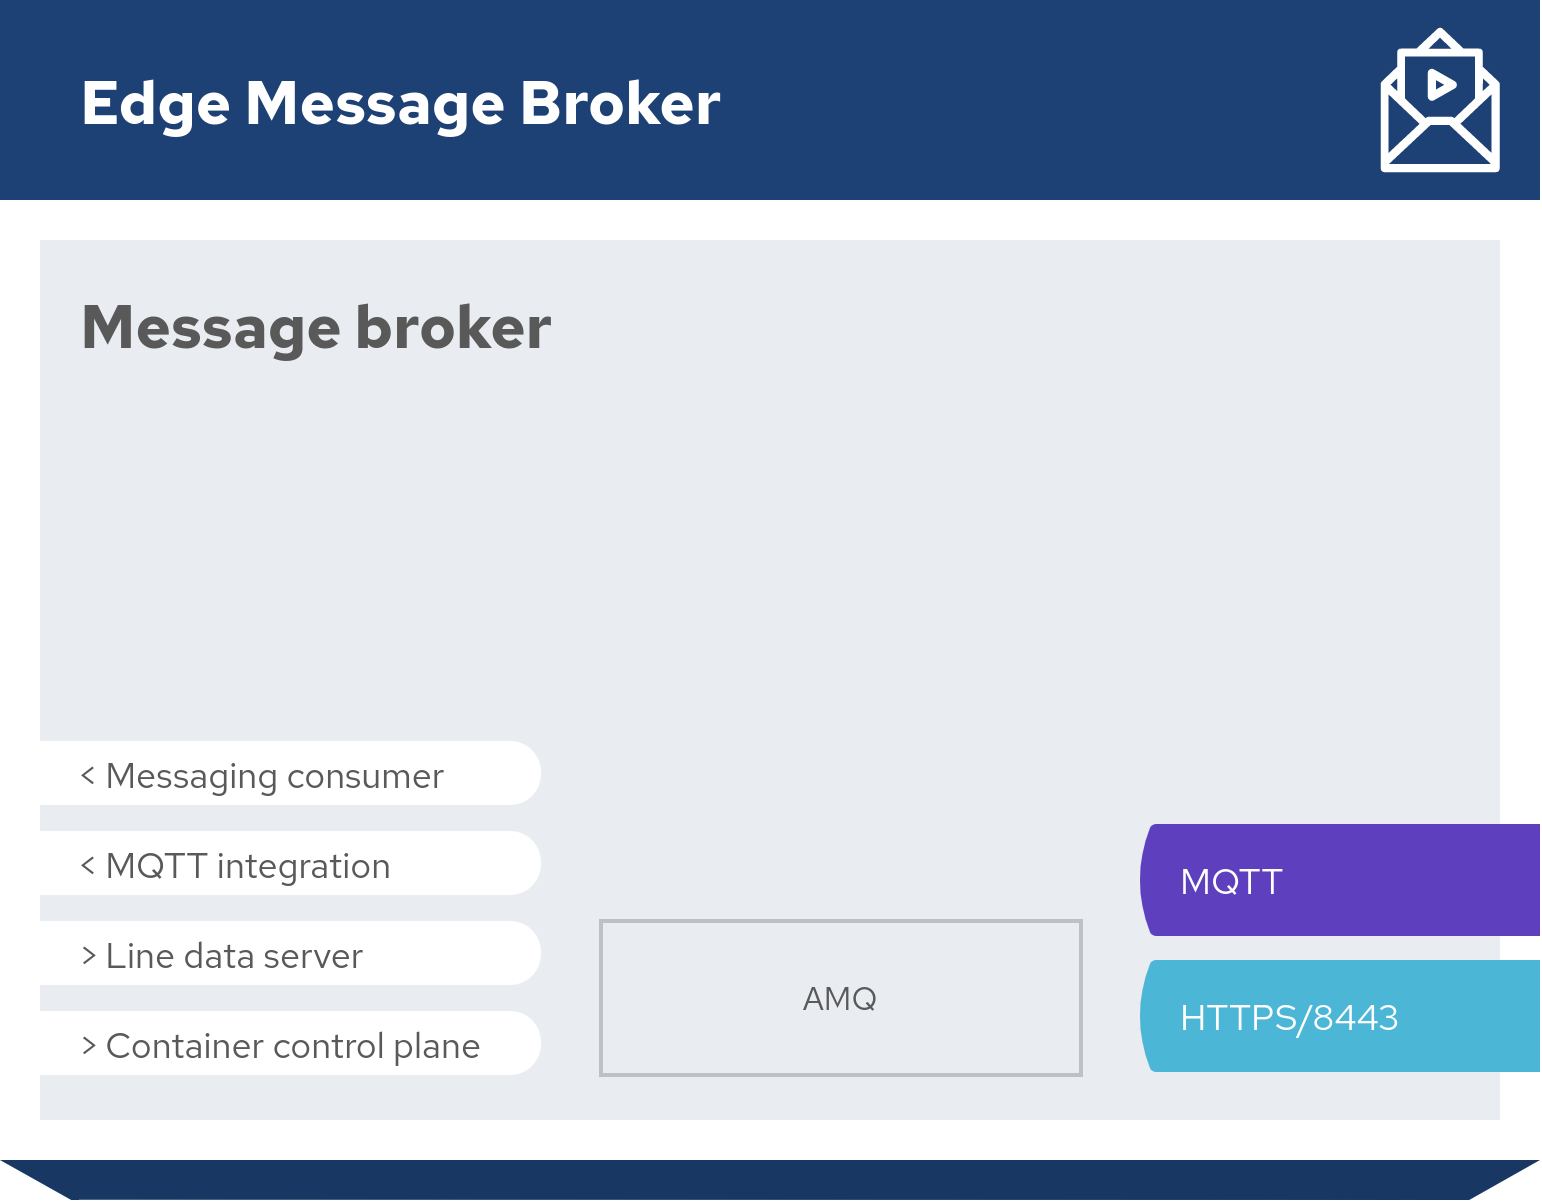 Edge Message Broker
Message broker
< Messaging consumer
< MQTT integration
> Line data server
> Container control plane
AMQ
MQTT
HTTPS/8443